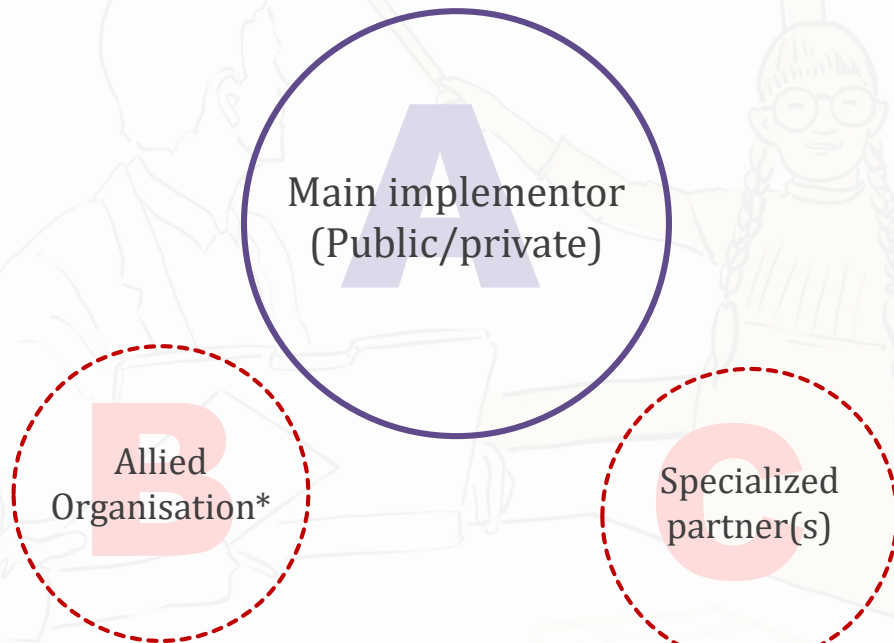 A
Main implementor
(Public/private)
B
Allied
Organisation*
C
Specialized
partner(s)